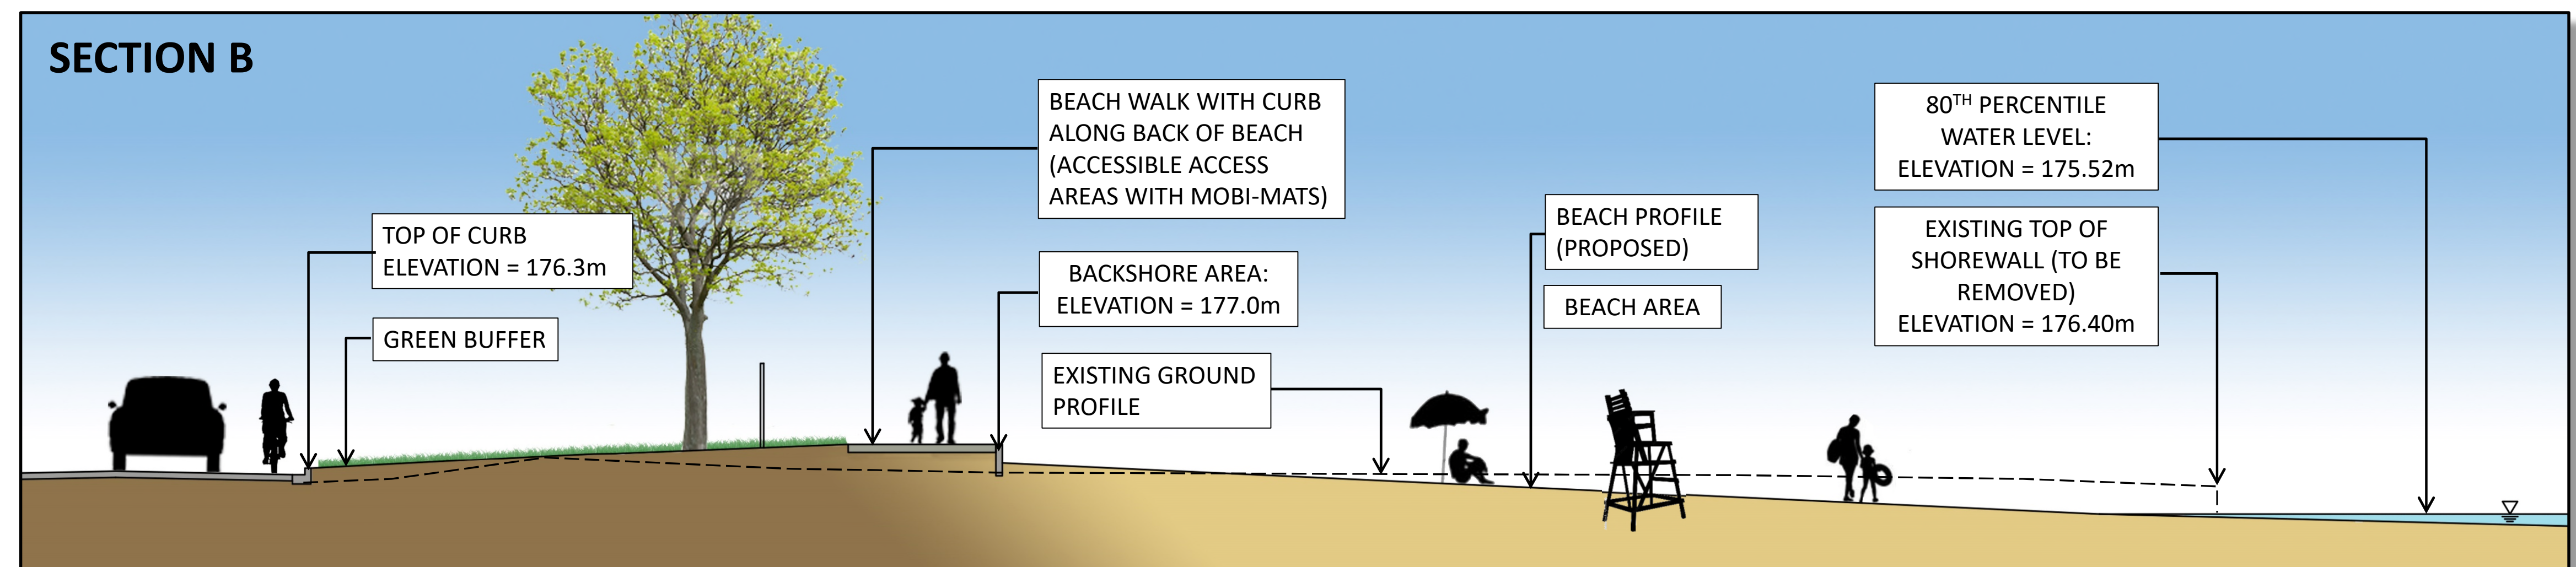 SECTION B
TOP OF CURB
ELEVATION = 176.3m
GREEN BUFFER
BEACH WALK WITH CURB
ALONG BACK OF BEACH
(ACCESSIBLE ACCESS
AREAS WITH MOBI-MATS)
BACKSHORE AREA:
ELEVATION = 177.0m
EXISTING GROUND
PROFILE
BEACH PROFILE
(PROPOSED)
BEACH AREA
80TH PERCENTILE
WATER LEVEL:
ELEVATION = 175.52m
EXISTING TOP OF
SHOREWALL (TO BE
REMOVED)
ELEVATION = 176.40m